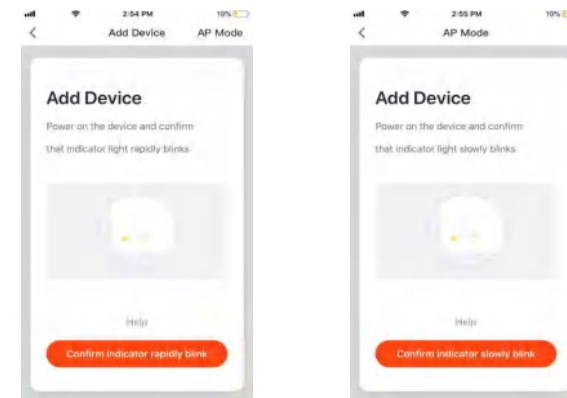 2:54 PM
19%
Add Device
AP Mode
Add Device
Power on the device and confirm
that indicator light rapidly blinks
Help
Confirm indicator rapidly blink
2:55 PM
19%
AP Mode
Add Device
Power on the device and confirm
that indicator light slowly blinks
Help
Confirm indicator slowly blink